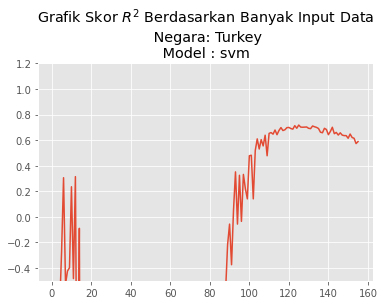 Grafik Skor R² Berdasarkan Banyak Input Data
Negara: Turkey
Model : svm
1.2
1.0
0.8
0.6
0.4
0.2
0.0
−0.2
−0.4
0 20 40 60 80 100 120 140 160